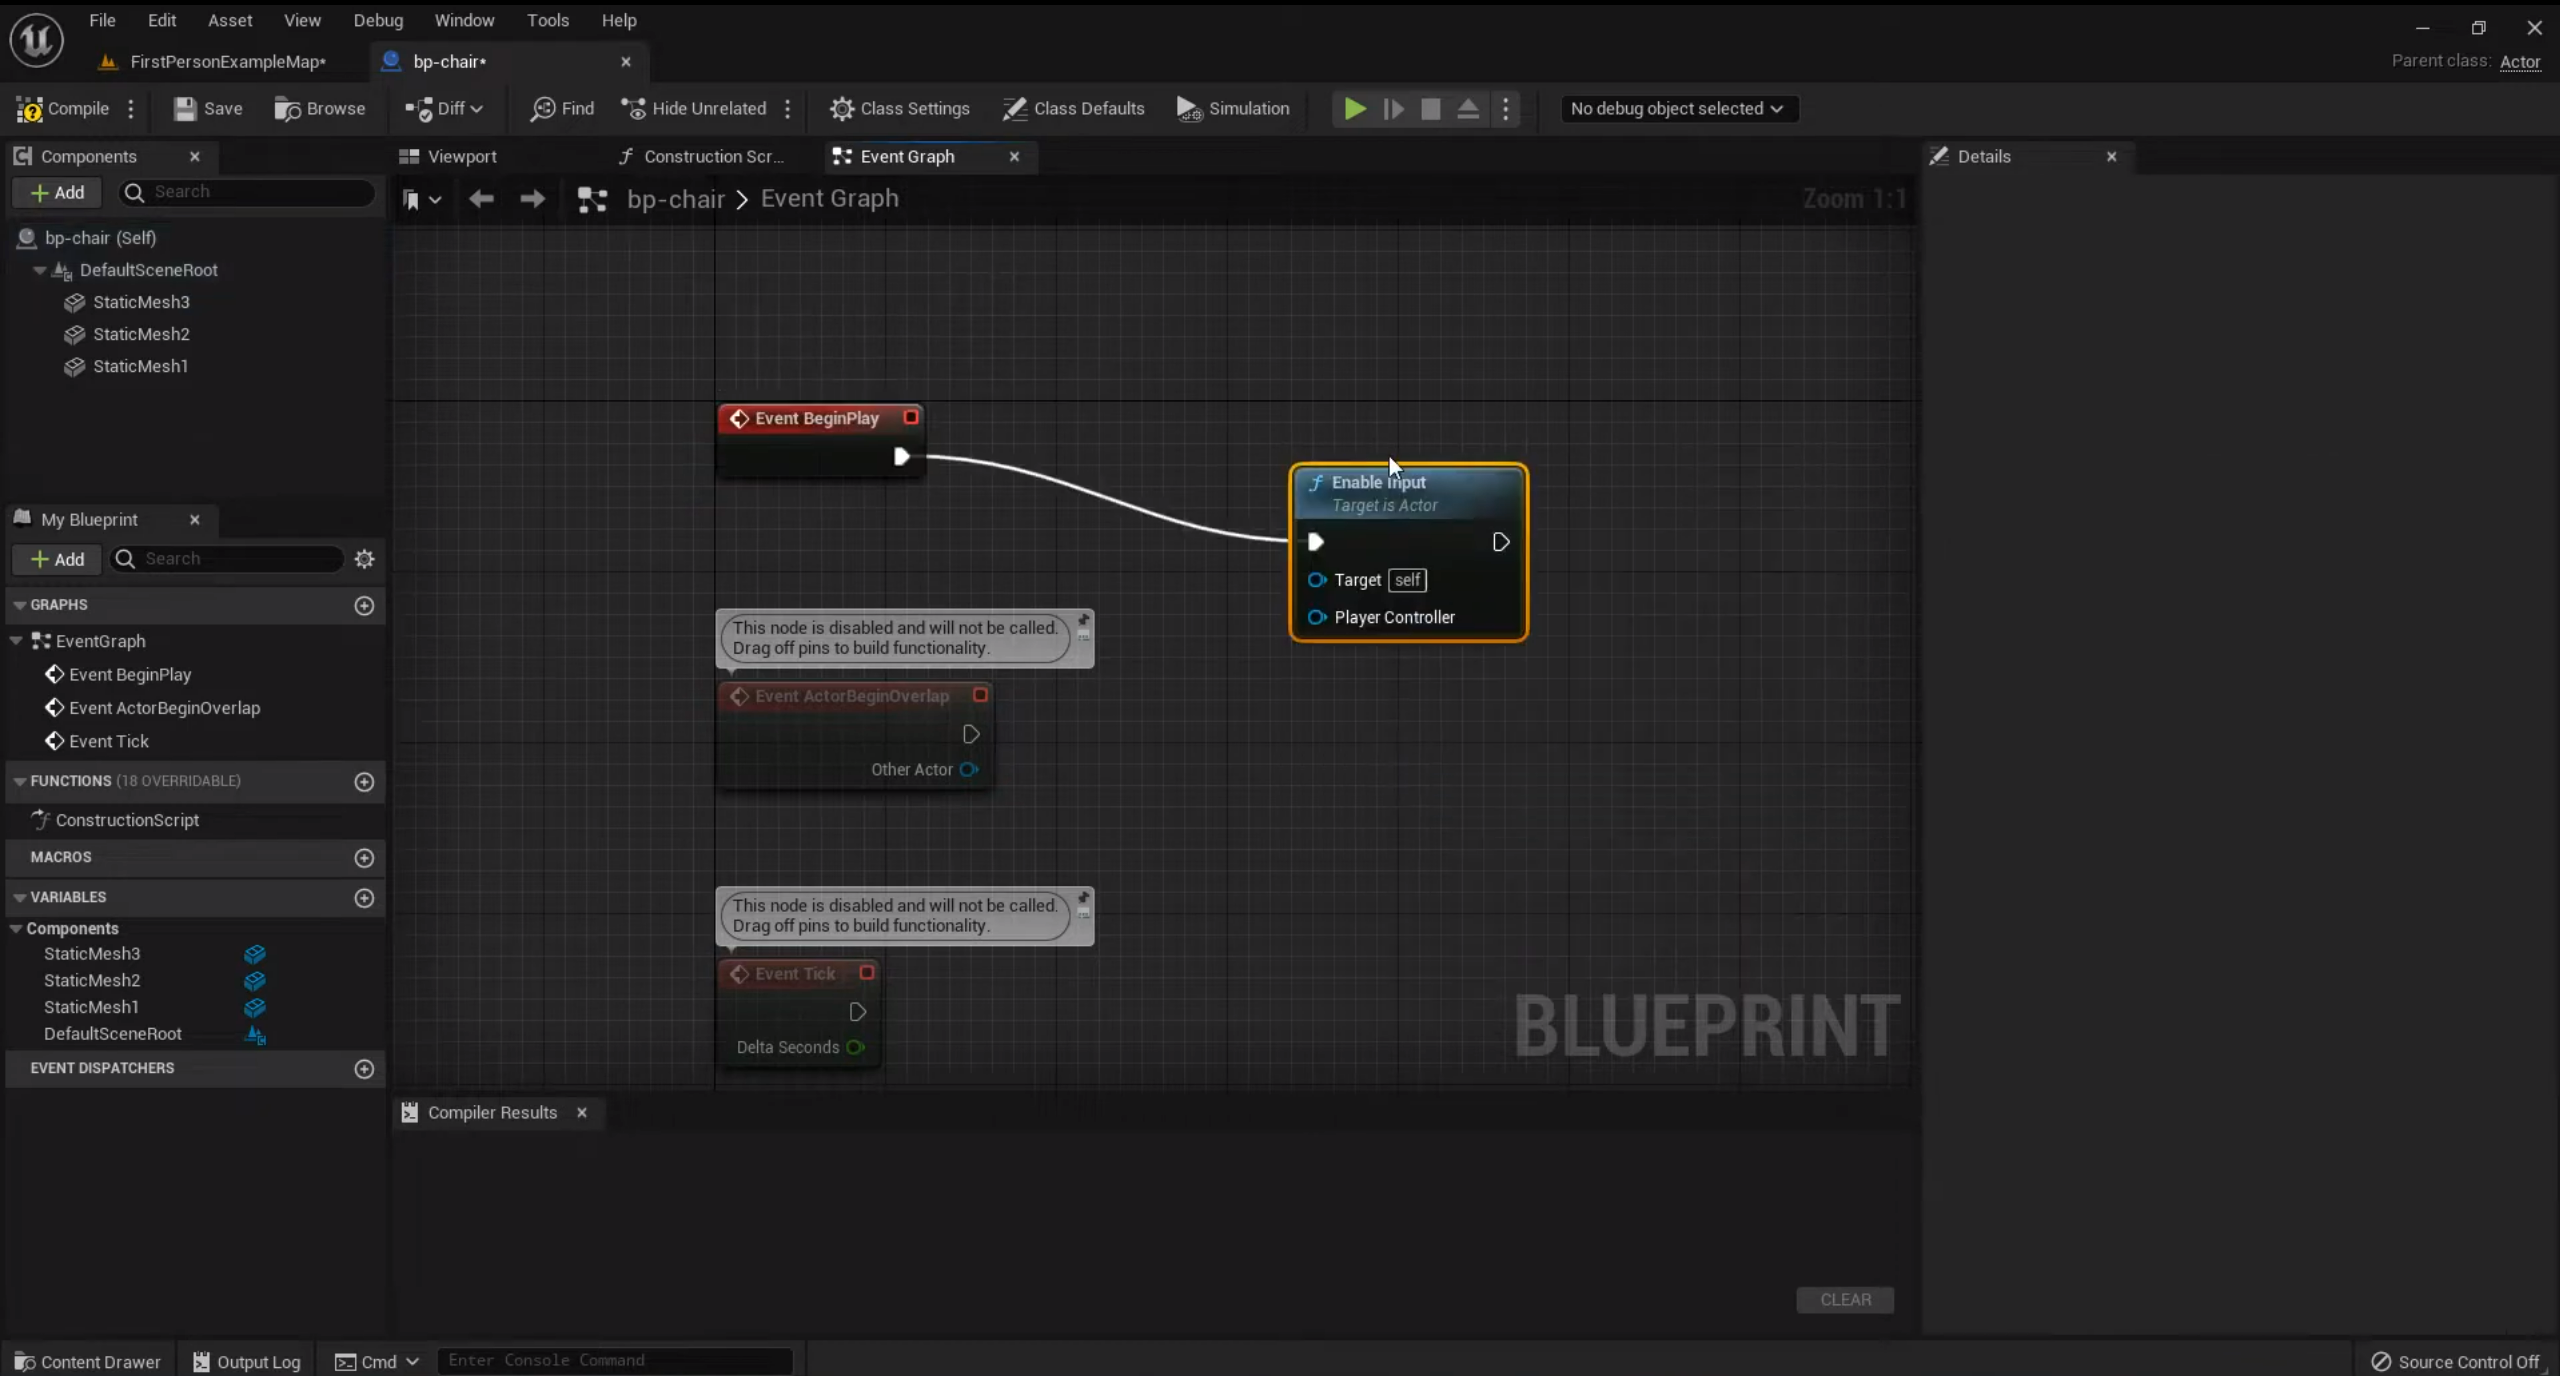 File Edit Asset View Debug Window Tools Help
FirstPersonExampleMap*
bp-chair*
Parent class: Actor
Compile
Save
Browse
Diff
Find
Hide Unrelated
Class Settings
Class Defaults
Simulation
No debug object selected
Components
Viewport
Construction Scr...
Event Graph
Details
Add
Search
bp-chair > Event Graph
Zoom 1:1
bp-chair (Self)
DefaultSceneRoot
StaticMesh3
StaticMesh2
StaticMesh1
Event BeginPlay
Enable Input
Target is Actor
Target self
Player Controller
This node is disabled and will not be called.
Drag off pins to build functionality.
Event ActorBeginOverlap
Other Actor
This node is disabled and will not be called.
Drag off pins to build functionality.
Event Tick
Delta Seconds
BLUEPRINT
My Blueprint
Add
Search
GRAPHS
EventGraph
Event BeginPlay
Event ActorBeginOverlap
Event Tick
FUNCTIONS (18 OVERRIDABLE)
ConstructionScript
MACROS
VARIABLES
Components
StaticMesh3
StaticMesh2
StaticMesh1
DefaultSceneRoot
EVENT DISPATCHERS
Compiler Results
CLEAR
Content Drawer
Output Log
Cmd
Enter Console Command
Source Control Off